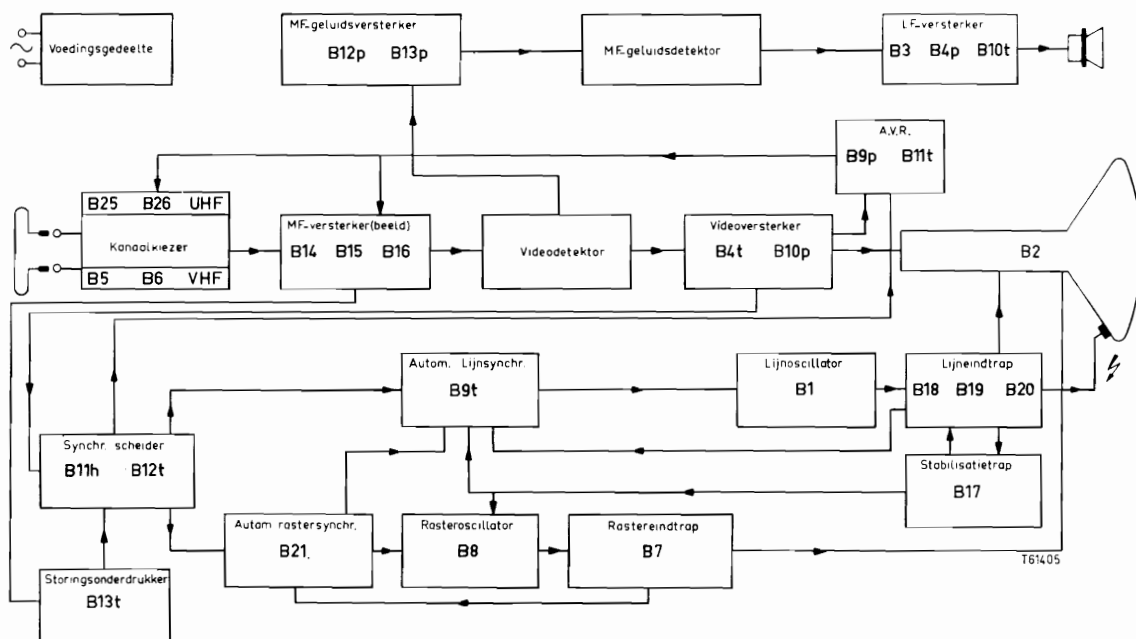 Voedingsgedeelte
MF-geluidsversterker
B12p B13p
MF-geluidsdetektor
LF-versterker
B3 B4p B10t
A.V.R.
B9p B11t
B25 B26 UHF
Kanaalkiezer
B5 B6 VHF
MF-versterker(beeld)
B14 B15 B16
Videodetektor
Videoversterker
B4t B10p
B2
Autom. Lijnsynchr.
B9t
Lijnoscillator
B1
Lijneindtrap
B18 B19 B20
Synchr. scheider
B11h B12t
Stabilisatietrap
B17
Autom rastersynchr.
B21.
Rasteroscillator
B8
Rastereindtrap
B7
T61405
Storingsonderdrukker
B13t